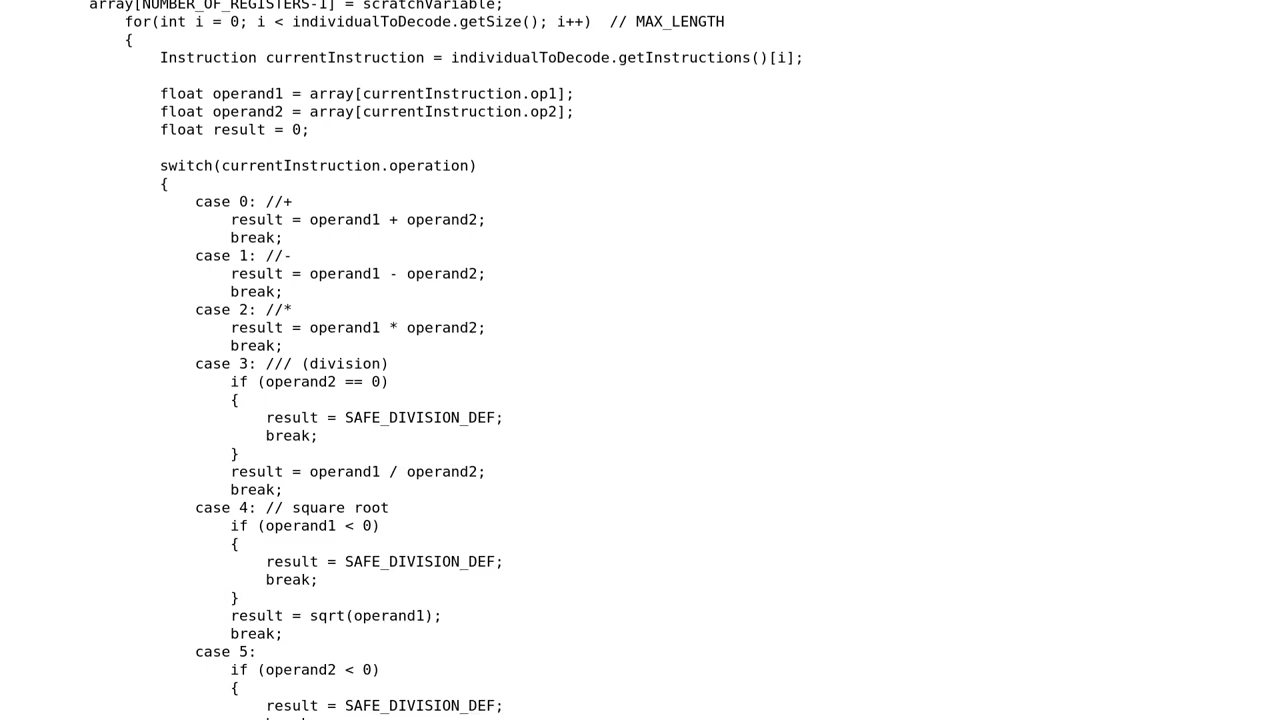 array[NUMBER_OF_REGISTERS-1] = scratchVariable;
for(int i = 0; i < individualToDecode.getSize(); i++)  // MAX_LENGTH
{
Instruction currentInstruction = individualToDecode.getInstructions()[i];
float operand1 = array[currentInstruction.op1];
float operand2 = array[currentInstruction.op2];
float result = 0;
switch(currentInstruction.operation)
{
case 0: //+
result = operand1 + operand2;
break;
case 1: //-
result = operand1 - operand2;
break;
case 2: //*
result = operand1 * operand2;
break;
case 3: /// (division)
if (operand2 == 0)
{
result = SAFE_DIVISION_DEF;
break;
}
result = operand1 / operand2;
break;
case 4: // square root
if (operand1 < 0)
{
result = SAFE_DIVISION_DEF;
break;
}
result = sqrt(operand1);
break;
case 5:
if (operand2 < 0)
{
result = SAFE_DIVISION_DEF;